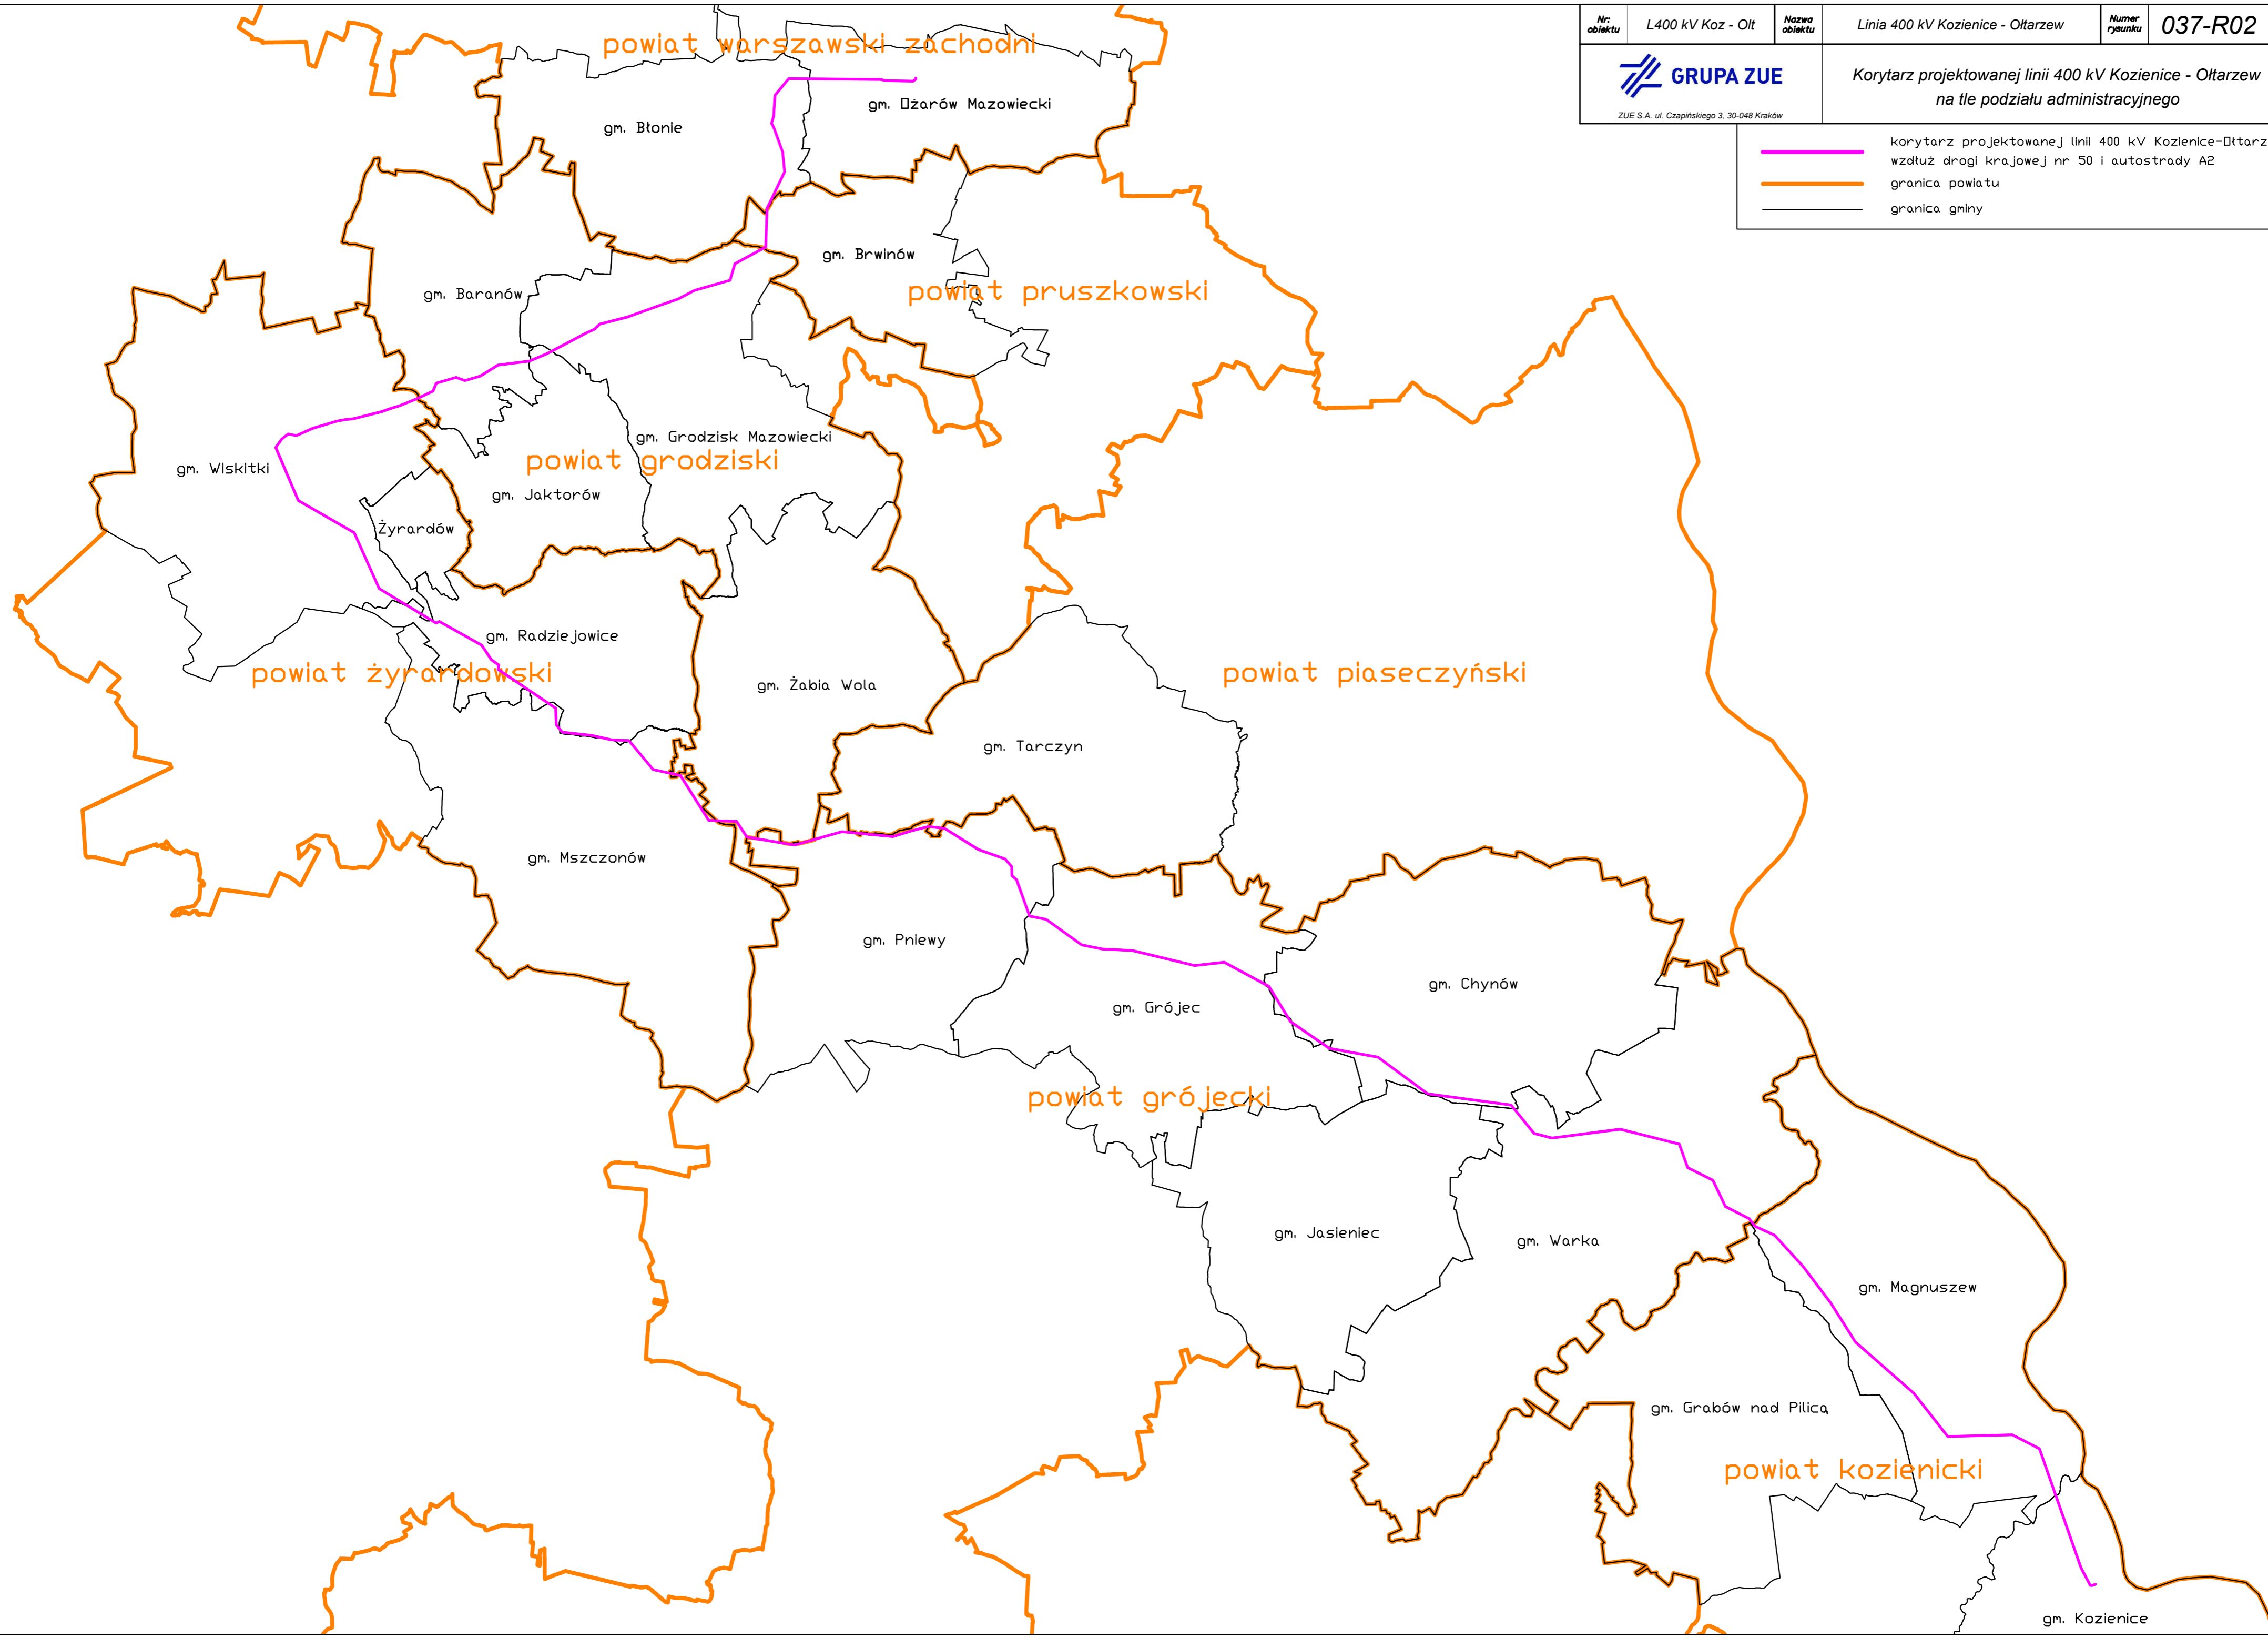 Nr: obiektu
L400 kV Koz - Olt
Nazwa obiektu
Linia 400 kV Kozienice - Ołtarzew
Numer rysunku
037-R02
GRUPA ZUE
ZUE S.A. ul. Czapińskiego 3, 30-048 Kraków
Korytarz projektowanej linii 400 kV Kozienice - Ołtarzew
na tle podziału administracyjnego
korytarz projektowanej linii 400 kV Kozienice-□łtarz
wzdłuż drogi krajowej nr 50 i autostrady A2
granica powiatu
granica gminy
powiat warszawski zachodni
gm. □żarów Mazowiecki
gm. Błonie
gm. Brwinów
gm. Baranów
powiat pruszkowski
gm. Grodzisk Mazowiecki
powiat grodziski
gm. Wiskitki
gm. Jaktorów
Żyrardów
gm. Radziejowice
powiat żyrardowski
gm. Żabia Wola
powiat piaseczyński
gm. Tarczyn
gm. Mszczonów
gm. Pniewy
gm. Chynów
gm. Grójec
powiat grójecki
gm. Jasieniec
gm. Warka
gm. Magnuszew
gm. Grabów nad Pilicą
powiat kozienicki
gm. Kozienice